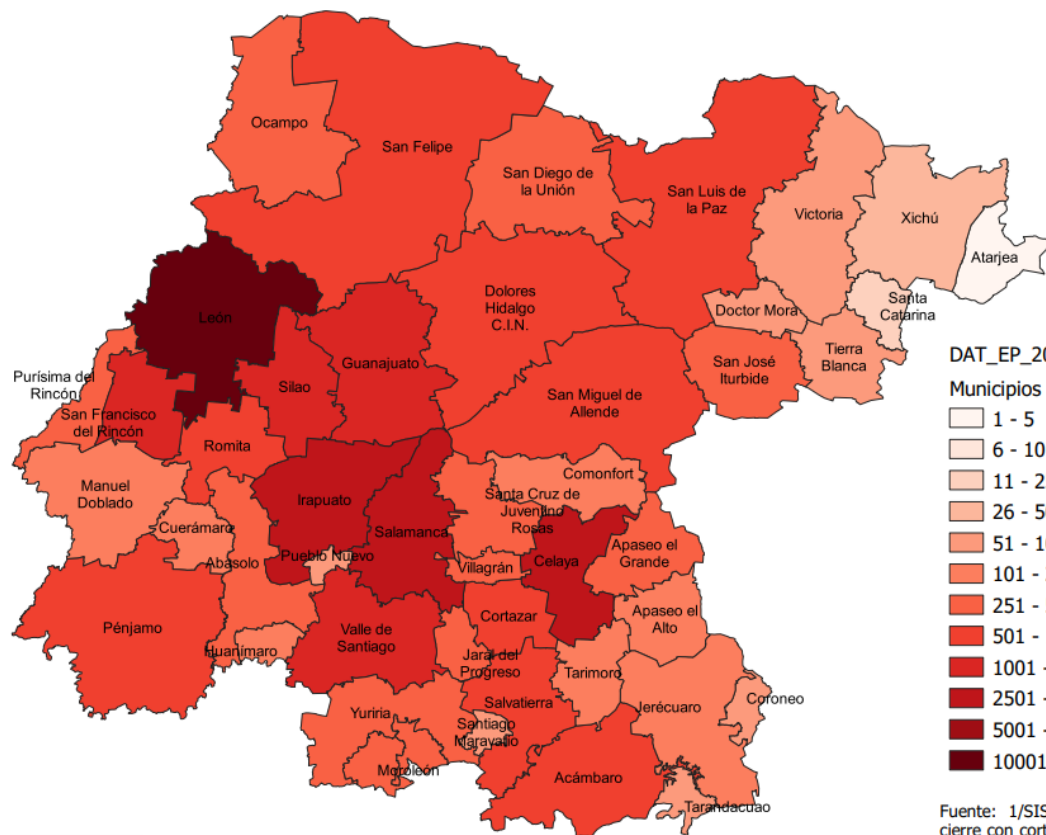 Ocampo
San Felipe
San Diego de
la Unión
San Luis de
la Paz
Victoria
Xichú
Atarjea
León
Dolores
Hidalgo
C.I.N.
Doctor Mora
Santa
Catarina
Guanajuato
Silao
Purísima del
Rincón
San Francisco
del Rincón
San Miguel de
Allende
San José
Iturbide
Tierra
Blanca
Romita
Manuel
Doblado
Irapuato
Comonfort
Santa Cruz de
Juventino
Rosas
Cuerámaro
Salamanca
Abasolo
Pueblo Nuevo
Villagrán
Celaya
Apaseo el
Grande
Pénjamo
Valle de
Santiago
Cortazar
Apaseo el
Alto
Huanímaro
Jaral del
Progreso
Tarimoro
Salvatierra
Jerécuaro
Coroneo
Yuriria
Santiago
Maravatío
Moroleón
Acámbaro
Tarandacuao
DAT_EP_20
Municipios
1 - 5
6 - 10
11 - 2
26 - 5
51 - 10
101 -
251 -
501 -
1001 -
2501 -
5001 -
10001
Fuente: 1/SIS
cierre con cort